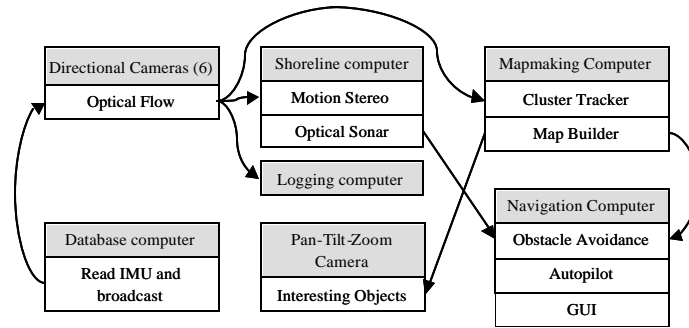 Directional Cameras (6)
Optical Flow
Shoreline computer
Motion Stereo
Optical Sonar
Logging computer
Mapmaking Computer
Cluster Tracker
Map Builder
Database computer
Read IMU and
broadcast
Pan-Tilt-Zoom
Camera
Interesting Objects
Navigation Computer
Obstacle Avoidance
Autopilot
GUI